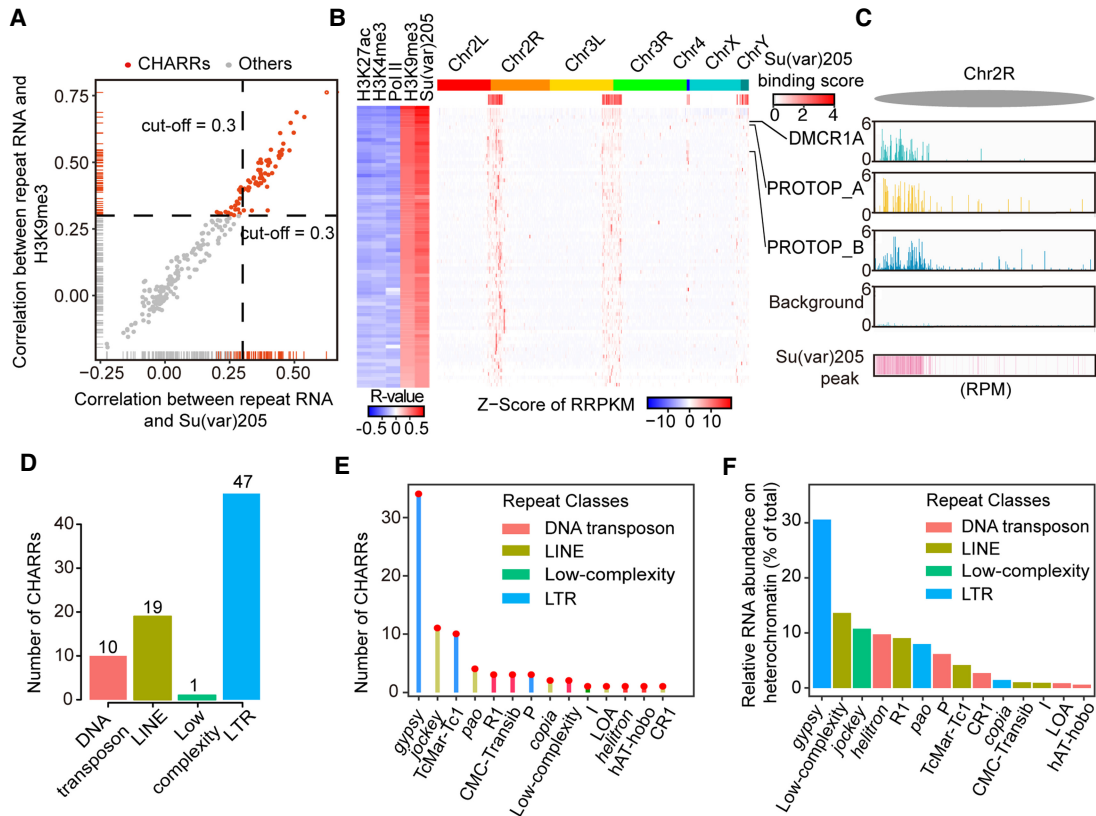 A
CHARRs
Others
Correlation between repeat RNA and
H3K9me3
0.75
0.50
0.25
0.00
cut-off = 0.3
cut-off = 0.3
−0.25
0.00
0.25
0.50
Correlation between repeat RNA
and Su(var)205
B
H3K27ac
H3K4me3
Pol II
H3K9me3
Su(var)205
Chr2L
Chr2R
Chr3L
Chr3R
Chr4
ChrX
ChrY
Su(var)205
binding score
0 2 4
R-value
-0.5 0 0.5
Z−Score of RRPKM
−10 0 10
C
Chr2R
DMCR1A
6
0
PROTOP_A
6
0
PROTOP_B
6
0
Background
6
0
Su(var)205
peak
(RPM)
D
Number of CHARRs
40
30
20
10
0
10
19
1
47
DNA
transposon
LINE
Low
complexity
LTR
E
Number of CHARRs
30
20
10
0
Repeat Classes
DNA transposon
LINE
Low-complexity
LTR
gypsy
jockey
TcMar-Tc1
pao
R1
CMC-Transib
P
copia
Low-complexity
I
LOA
helitron
hAT-hobo
CR1
F
Relative RNA abundance on
heterochromatin (% of total)
30
20
10
0
Repeat Classes
DNA transposon
LINE
Low-complexity
LTR
gypsy
Low-complexity
jockey
helitron
R1
pao
P
TcMar-Tc1
CR1
copia
CMC-Transib
I
LOA
hAT-hobo